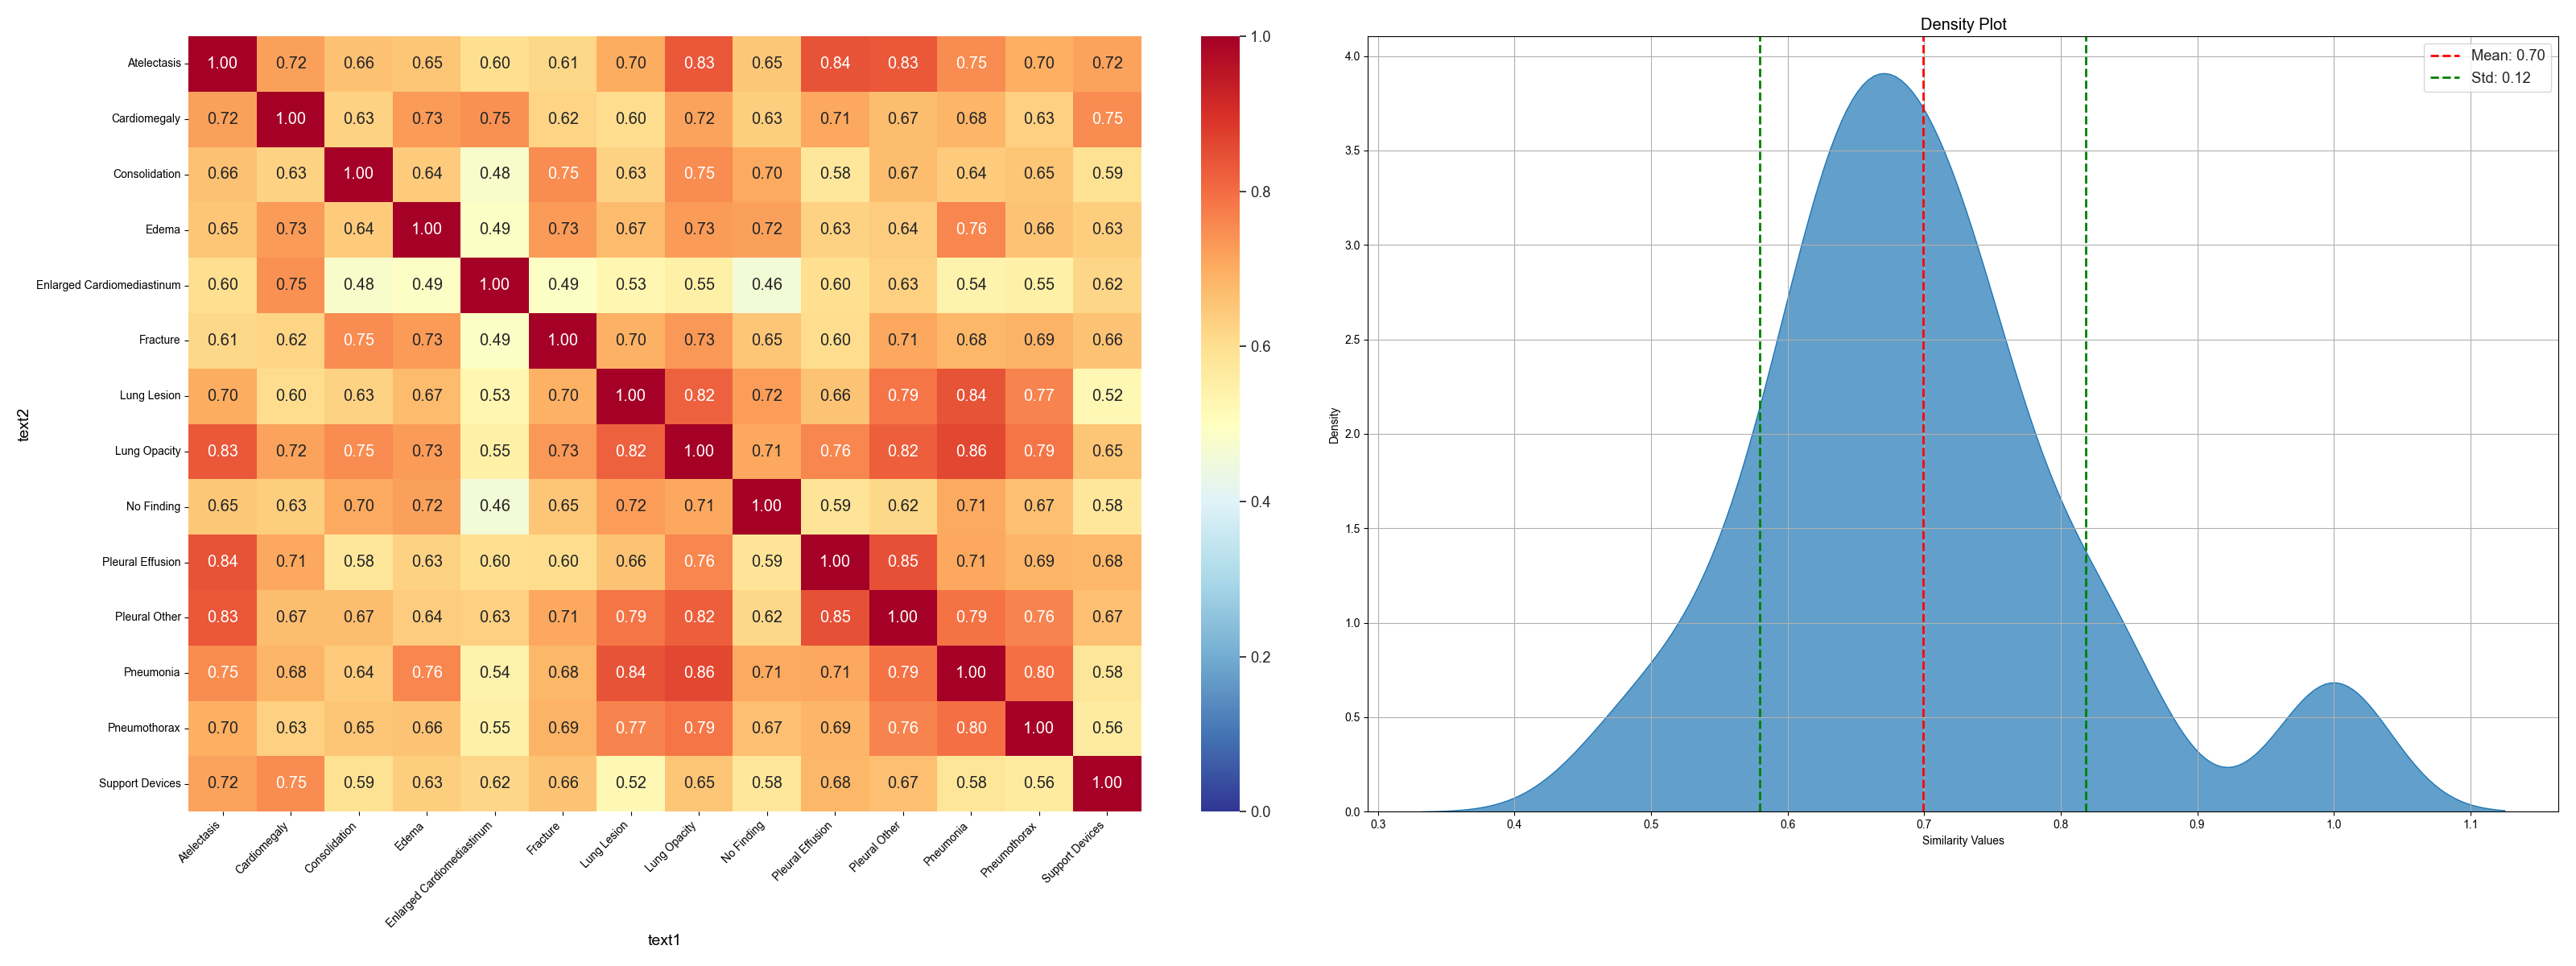 Atelectasis 1.00 0.72 0.66 0.65 0.60 0.61 0.70 0.83 0.65 0.84 0.83 0.75 0.70 0.72
Cardiomegaly 0.72 1.00 0.63 0.73 0.75 0.62 0.60 0.72 0.63 0.71 0.67 0.68 0.63 0.75
Consolidation 0.66 0.63 1.00 0.64 0.48 0.75 0.63 0.75 0.70 0.58 0.67 0.64 0.65 0.59
Edema 0.65 0.73 0.64 1.00 0.49 0.73 0.67 0.73 0.72 0.63 0.64 0.76 0.66 0.63
Enlarged Cardiomediastinum 0.60 0.75 0.48 0.49 1.00 0.49 0.53 0.55 0.46 0.60 0.63 0.54 0.55 0.62
Fracture 0.61 0.62 0.75 0.73 0.49 1.00 0.70 0.73 0.65 0.60 0.71 0.68 0.69 0.66
Lung Lesion 0.70 0.60 0.63 0.67 0.53 0.70 1.00 0.82 0.72 0.66 0.79 0.84 0.77 0.52
Lung Opacity 0.83 0.72 0.75 0.73 0.55 0.73 0.82 1.00 0.71 0.76 0.82 0.86 0.79 0.65
No Finding 0.65 0.63 0.70 0.72 0.46 0.65 0.72 0.71 1.00 0.59 0.62 0.71 0.67 0.58
Pleural Effusion 0.84 0.71 0.58 0.63 0.60 0.60 0.66 0.76 0.59 1.00 0.85 0.71 0.69 0.68
Pleural Other 0.83 0.67 0.67 0.64 0.63 0.71 0.79 0.82 0.62 0.85 1.00 0.79 0.76 0.67
Pneumonia 0.75 0.68 0.64 0.76 0.54 0.68 0.84 0.86 0.71 0.71 0.79 1.00 0.80 0.58
Pneumothorax 0.70 0.63 0.65 0.66 0.55 0.69 0.77 0.79 0.67 0.69 0.76 0.80 1.00 0.56
Support Devices 0.72 0.75 0.59 0.63 0.62 0.66 0.52 0.65 0.58 0.68 0.67 0.58 0.56 1.00
Atelectasis
Cardiomegaly
Consolidation
Edema
Enlarged Cardiomediastinum
Fracture
Lung Lesion
Lung Opacity
No Finding
Pleural Effusion
Pleural Other
Pneumonia
Pneumothorax
Support Devices
text1
text2
1.0
0.8
0.6
0.4
0.2
0.0
Density Plot
Mean: 0.70
Std: 0.12
4.0
3.5
3.0
2.5
2.0
1.5
1.0
0.5
0.0
Density
0.3 0.4 0.5 0.6 0.7 0.8 0.9 1.0 1.1
Similarity Values